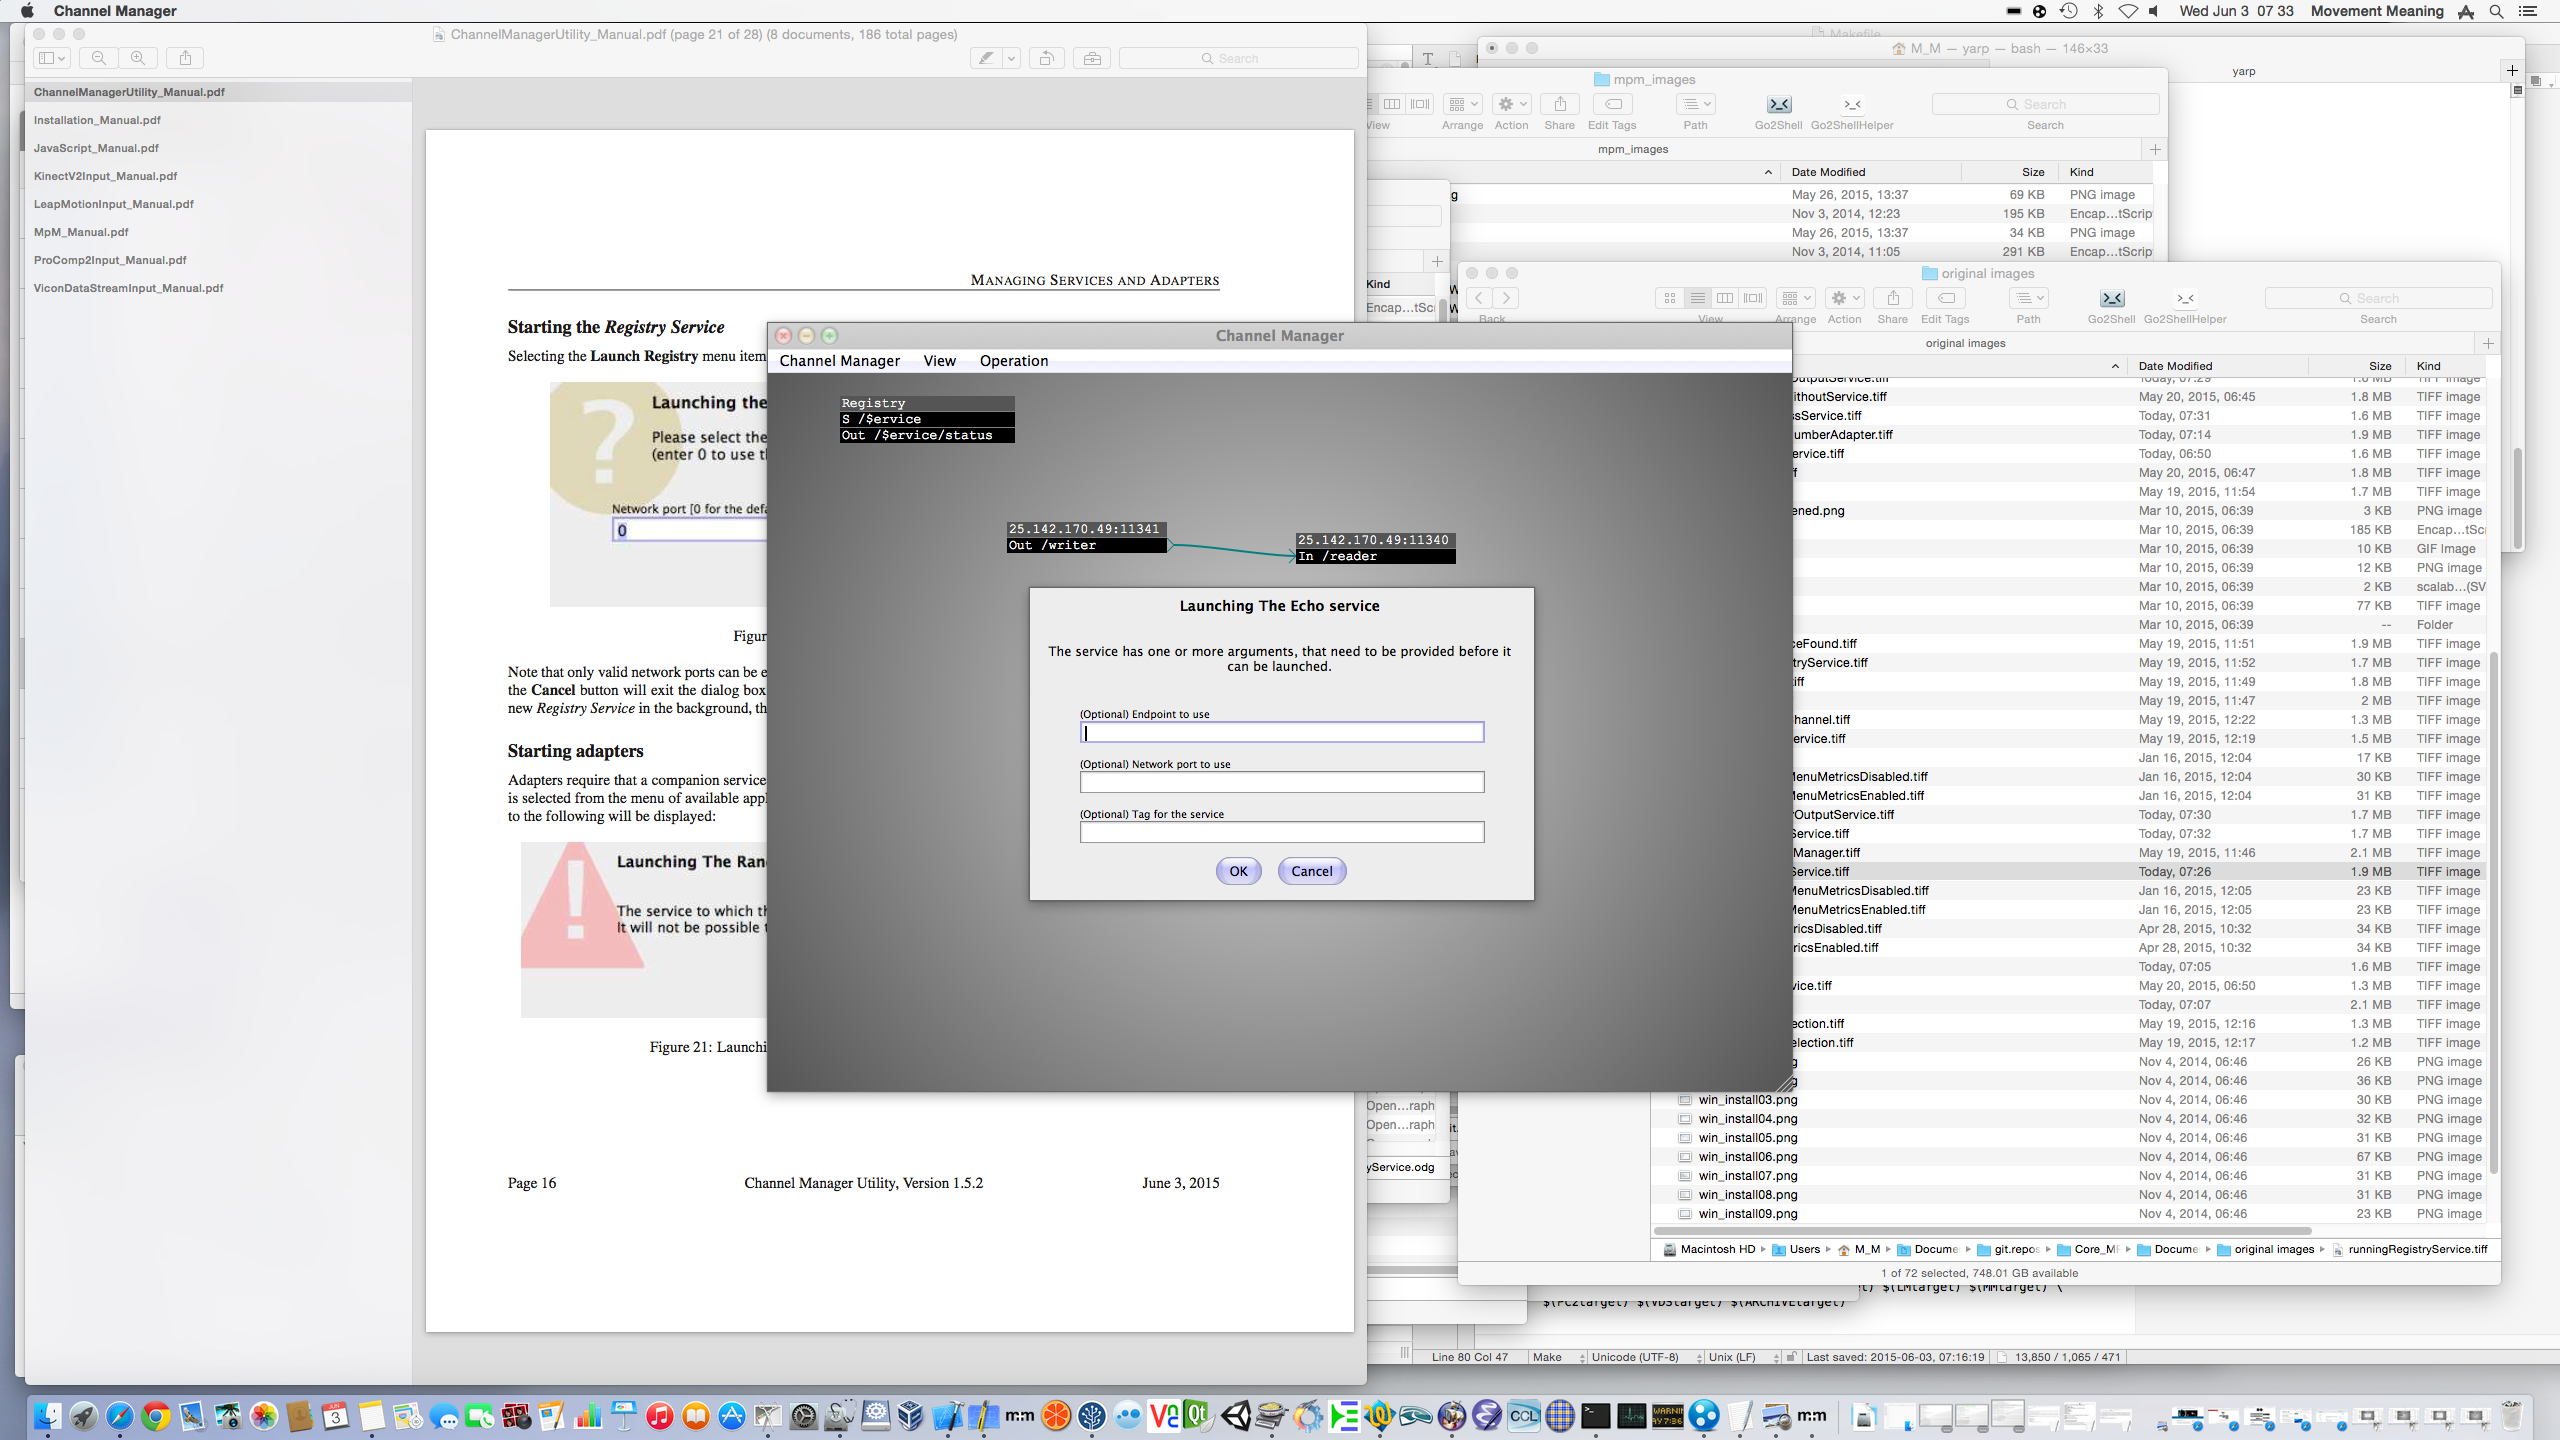 Channel Manager
Wed Jun 3 07 33 Movement Meaning
ChannelManagerUtility_Manual.pdf (page 21 of 28) (8 documents, 186 total pages)
Search
ChannelManagerUtility_Manual.pdf
Installation_Manual.pdf
JavaScript_Manual.pdf
KinectV2Input_Manual.pdf
LeapMotionInput_Manual.pdf
MpM_Manual.pdf
ProComp2Input_Manual.pdf
ViconDataStreamInput_Manual.pdf
MANAGING SERVICES AND ADAPTERS
Starting the Registry Service
Selecting the Launch Registry menu item
Launching the
Please select the
(enter 0 to use t
Network port [0 for the defa
0
Figur
Note that only valid network ports can be e
the Cancel button will exit the dialog box
new Registry Service in the background, th
Starting adapters
Adapters require that a companion service
is selected from the menu of available appl
to the following will be displayed:
Launching The Ran
The service to which th
It will not be possible t
Figure 21: Launchi
Page 16 Channel Manager Utility, Version 1.5.2 June 3, 2015
Channel Manager
Channel Manager View Operation
Registry
S /$ervice
Out /$ervice/status
25.142.170.49:11341
Out /writer
25.142.170.49:11340
In /reader
Launching The Echo service
The service has one or more arguments, that need to be provided before it
can be launched.
(Optional) Endpoint to use
(Optional) Network port to use
(Optional) Tag for the service
OK Cancel
Makefile
M_M — yarp — bash — 146×33
yarp
mpm_images
Search
View Arrange Action Share Edit Tags Path Go2Shell Go2ShellHelper Search
mpm_images
Date Modified Size Kind
g May 26, 2015, 13:37 69 KB PNG image
Nov 3, 2014, 12:23 195 KB Encap...tScrip
May 26, 2015, 13:37 34 KB PNG image
Nov 3, 2014, 11:05 291 KB Encap...tScrip
Kind
Encap...tSc
original images
Search
Back View Arrange Action Share Edit Tags Path Go2Shell Go2ShellHelper Search
original images
Date Modified Size Kind
OutputService.tiff Today, 07:29 1.6 MB TIFF image
ithoutService.tiff May 20, 2015, 06:45 1.8 MB TIFF image
ssService.tiff Today, 07:31 1.6 MB TIFF image
umberAdapter.tiff Today, 07:14 1.9 MB TIFF image
ervice.tiff Today, 06:50 1.6 MB TIFF image
f May 20, 2015, 06:47 1.8 MB TIFF image
May 19, 2015, 11:54 1.7 MB TIFF image
ened.png Mar 10, 2015, 06:39 3 KB PNG image
Mar 10, 2015, 06:39 185 KB Encap...tSc
Mar 10, 2015, 06:39 10 KB GIF Image
Mar 10, 2015, 06:39 12 KB PNG image
Mar 10, 2015, 06:39 2 KB scalab...(SV
Mar 10, 2015, 06:39 77 KB TIFF image
Mar 10, 2015, 06:39 -- Folder
ceFound.tiff May 19, 2015, 11:51 1.9 MB TIFF image
tryService.tiff May 19, 2015, 11:52 1.7 MB TIFF image
iff May 19, 2015, 11:49 1.8 MB TIFF image
May 19, 2015, 11:47 2 MB TIFF image
hannel.tiff May 19, 2015, 12:22 1.3 MB TIFF image
ervice.tiff May 19, 2015, 12:19 1.5 MB TIFF image
Jan 16, 2015, 12:04 17 KB TIFF image
MenuMetricsDisabled.tiff Jan 16, 2015, 12:04 30 KB TIFF image
MenuMetricsEnabled.tiff Jan 16, 2015, 12:04 31 KB TIFF image
rOutputService.tiff Today, 07:30 1.7 MB TIFF image
Service.tiff Today, 07:32 1.7 MB TIFF image
Manager.tiff May 19, 2015, 11:46 2.1 MB TIFF image
Service.tiff Today, 07:26 1.9 MB TIFF image
MenuMetricsDisabled.tiff Jan 16, 2015, 12:05 23 KB TIFF image
MenuMetricsEnabled.tiff Jan 16, 2015, 12:05 23 KB TIFF image
ricsDisabled.tiff Apr 28, 2015, 10:32 34 KB TIFF image
ricsEnabled.tiff Apr 28, 2015, 10:32 34 KB TIFF image
Today, 07:05 1.6 MB TIFF image
vice.tiff May 20, 2015, 06:50 1.3 MB TIFF image
Today, 07:07 2.1 MB TIFF image
ection.tiff May 19, 2015, 12:16 1.3 MB TIFF image
election.tiff May 19, 2015, 12:17 1.2 MB TIFF image
g Nov 4, 2014, 06:46 26 KB PNG image
g Nov 4, 2014, 06:46 36 KB PNG image
win_install03.png Nov 4, 2014, 06:46 30 KB PNG image
win_install04.png Nov 4, 2014, 06:46 32 KB PNG image
win_install05.png Nov 4, 2014, 06:46 31 KB PNG image
win_install06.png Nov 4, 2014, 06:46 67 KB PNG image
win_install07.png Nov 4, 2014, 06:46 31 KB PNG image
win_install08.png Nov 4, 2014, 06:46 31 KB PNG image
win_install09.png Nov 4, 2014, 06:46 23 KB PNG image
Macintosh HD Users M_M Docume git.repos Core_M Docume original images runningRegistryService.tiff
1 of 72 selected, 748.01 GB available
Open...raph
Open...raph
yService.odg
$(LMtarget) $(MMtarget) \
$(PC2target) $(VDStarget) $(ARCHIVEtarget)
Line 80 Col 47 Make Unicode (UTF-8) Unix (LF) Last saved: 2015-06-03, 07:16:19 13,850 / 1,065 / 471